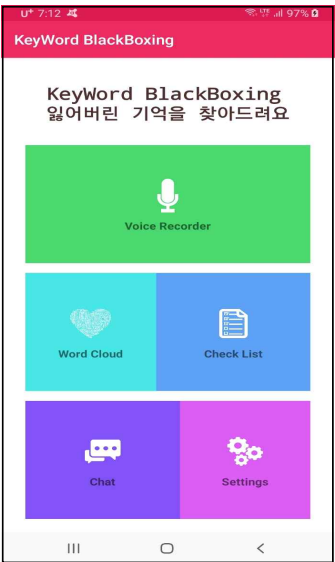 U+ 7:12 97%
KeyWord BlackBoxing
KeyWord BlackBoxing
잃어버린 기억을 찾아드려요
Voice Recorder
Word Cloud
Check List
Chat
Settings